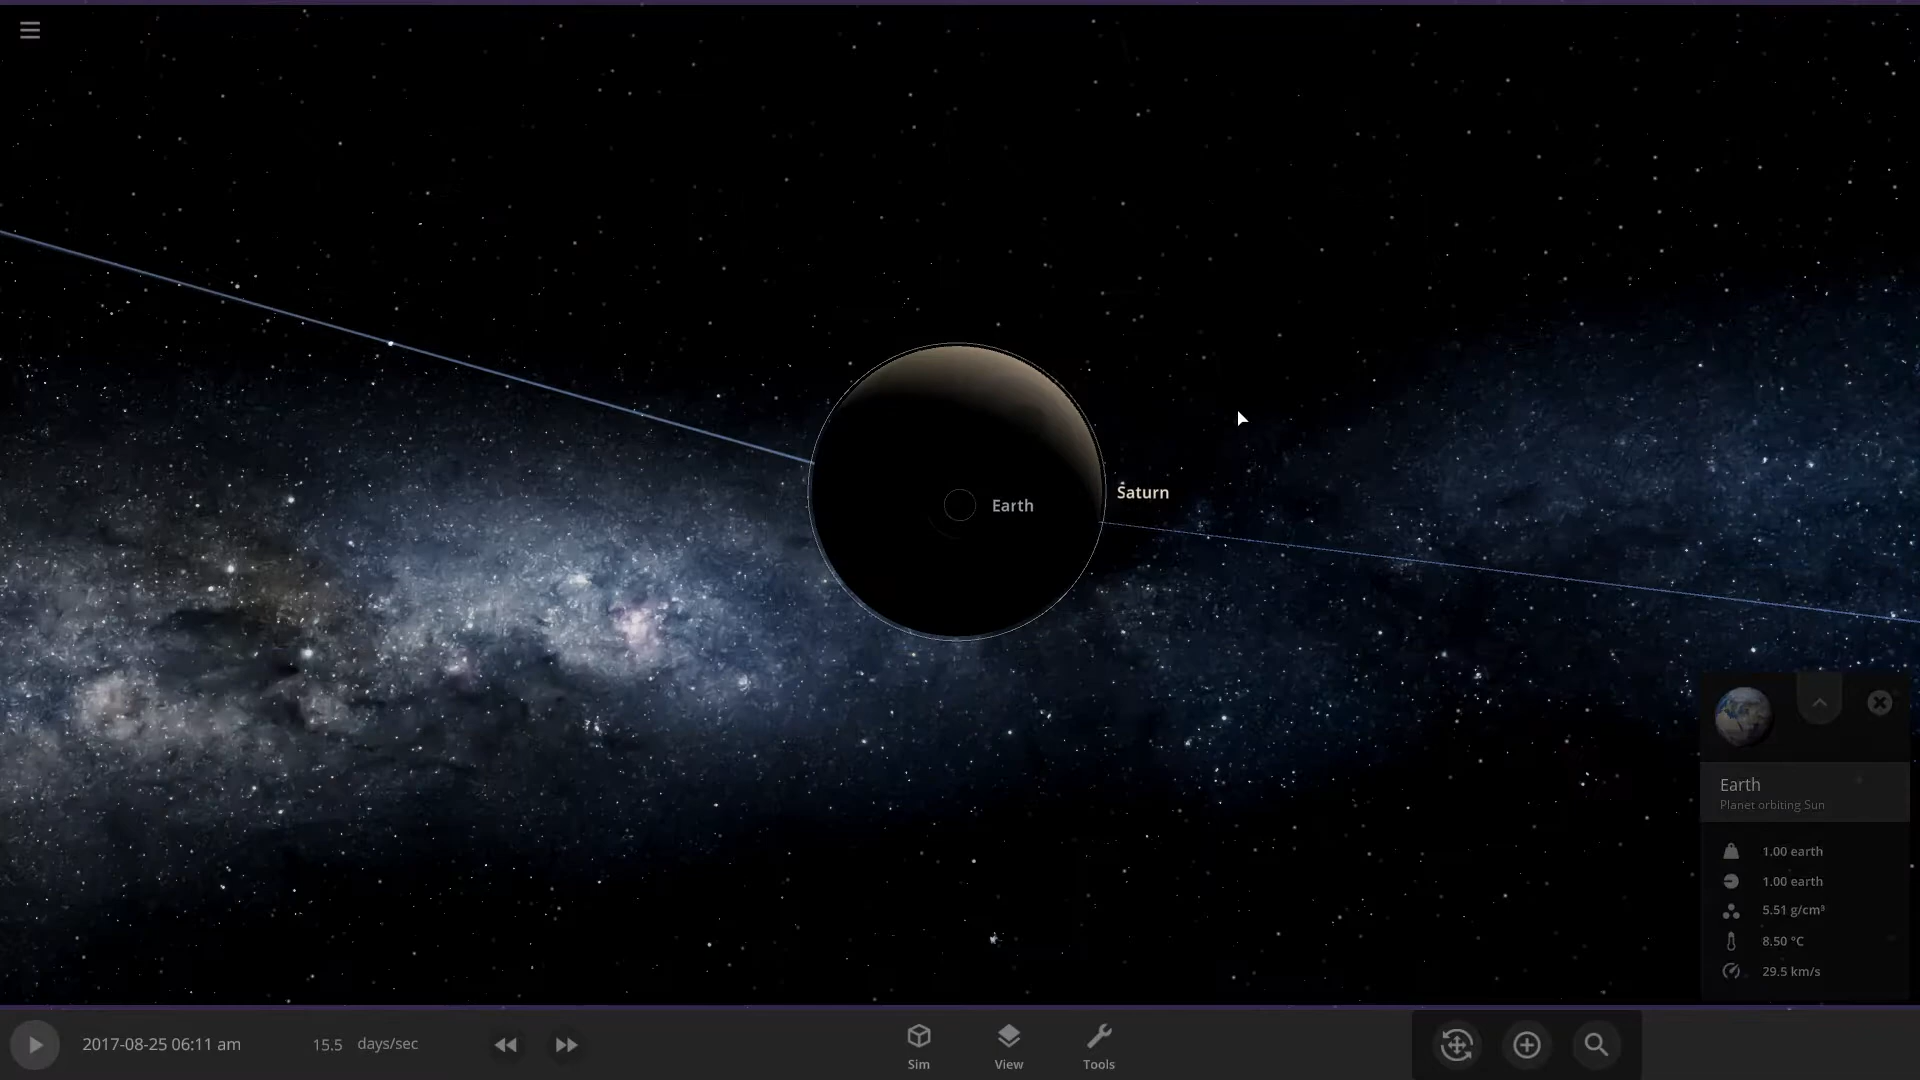 Saturn
Earth
Earth
Planet orbiting Sun
1.00 earth
1.00 earth
5.51 g/cm³
8.50 °C
29.5 km/s
2017-08-25 06:11 am
15.5 days/sec
Sim
View
Tools